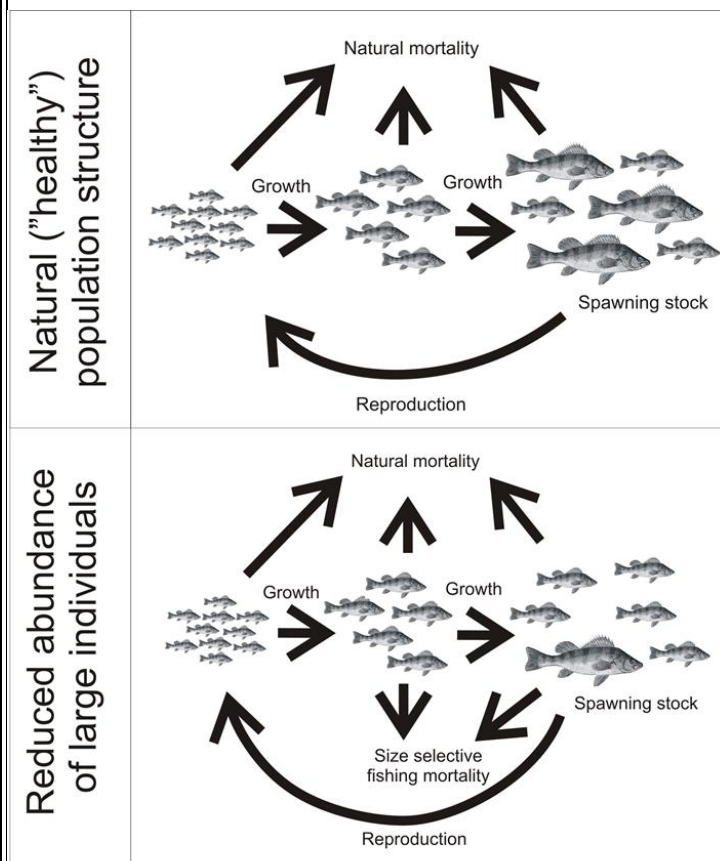 Natural ("healthy")
population structure
Natural mortality
Growth
Growth
Spawning stock
Reproduction
Reduced abundance
of large individuals
Natural mortality
Growth
Growth
Spawning stock
Size selective
fishing mortality
Reproduction